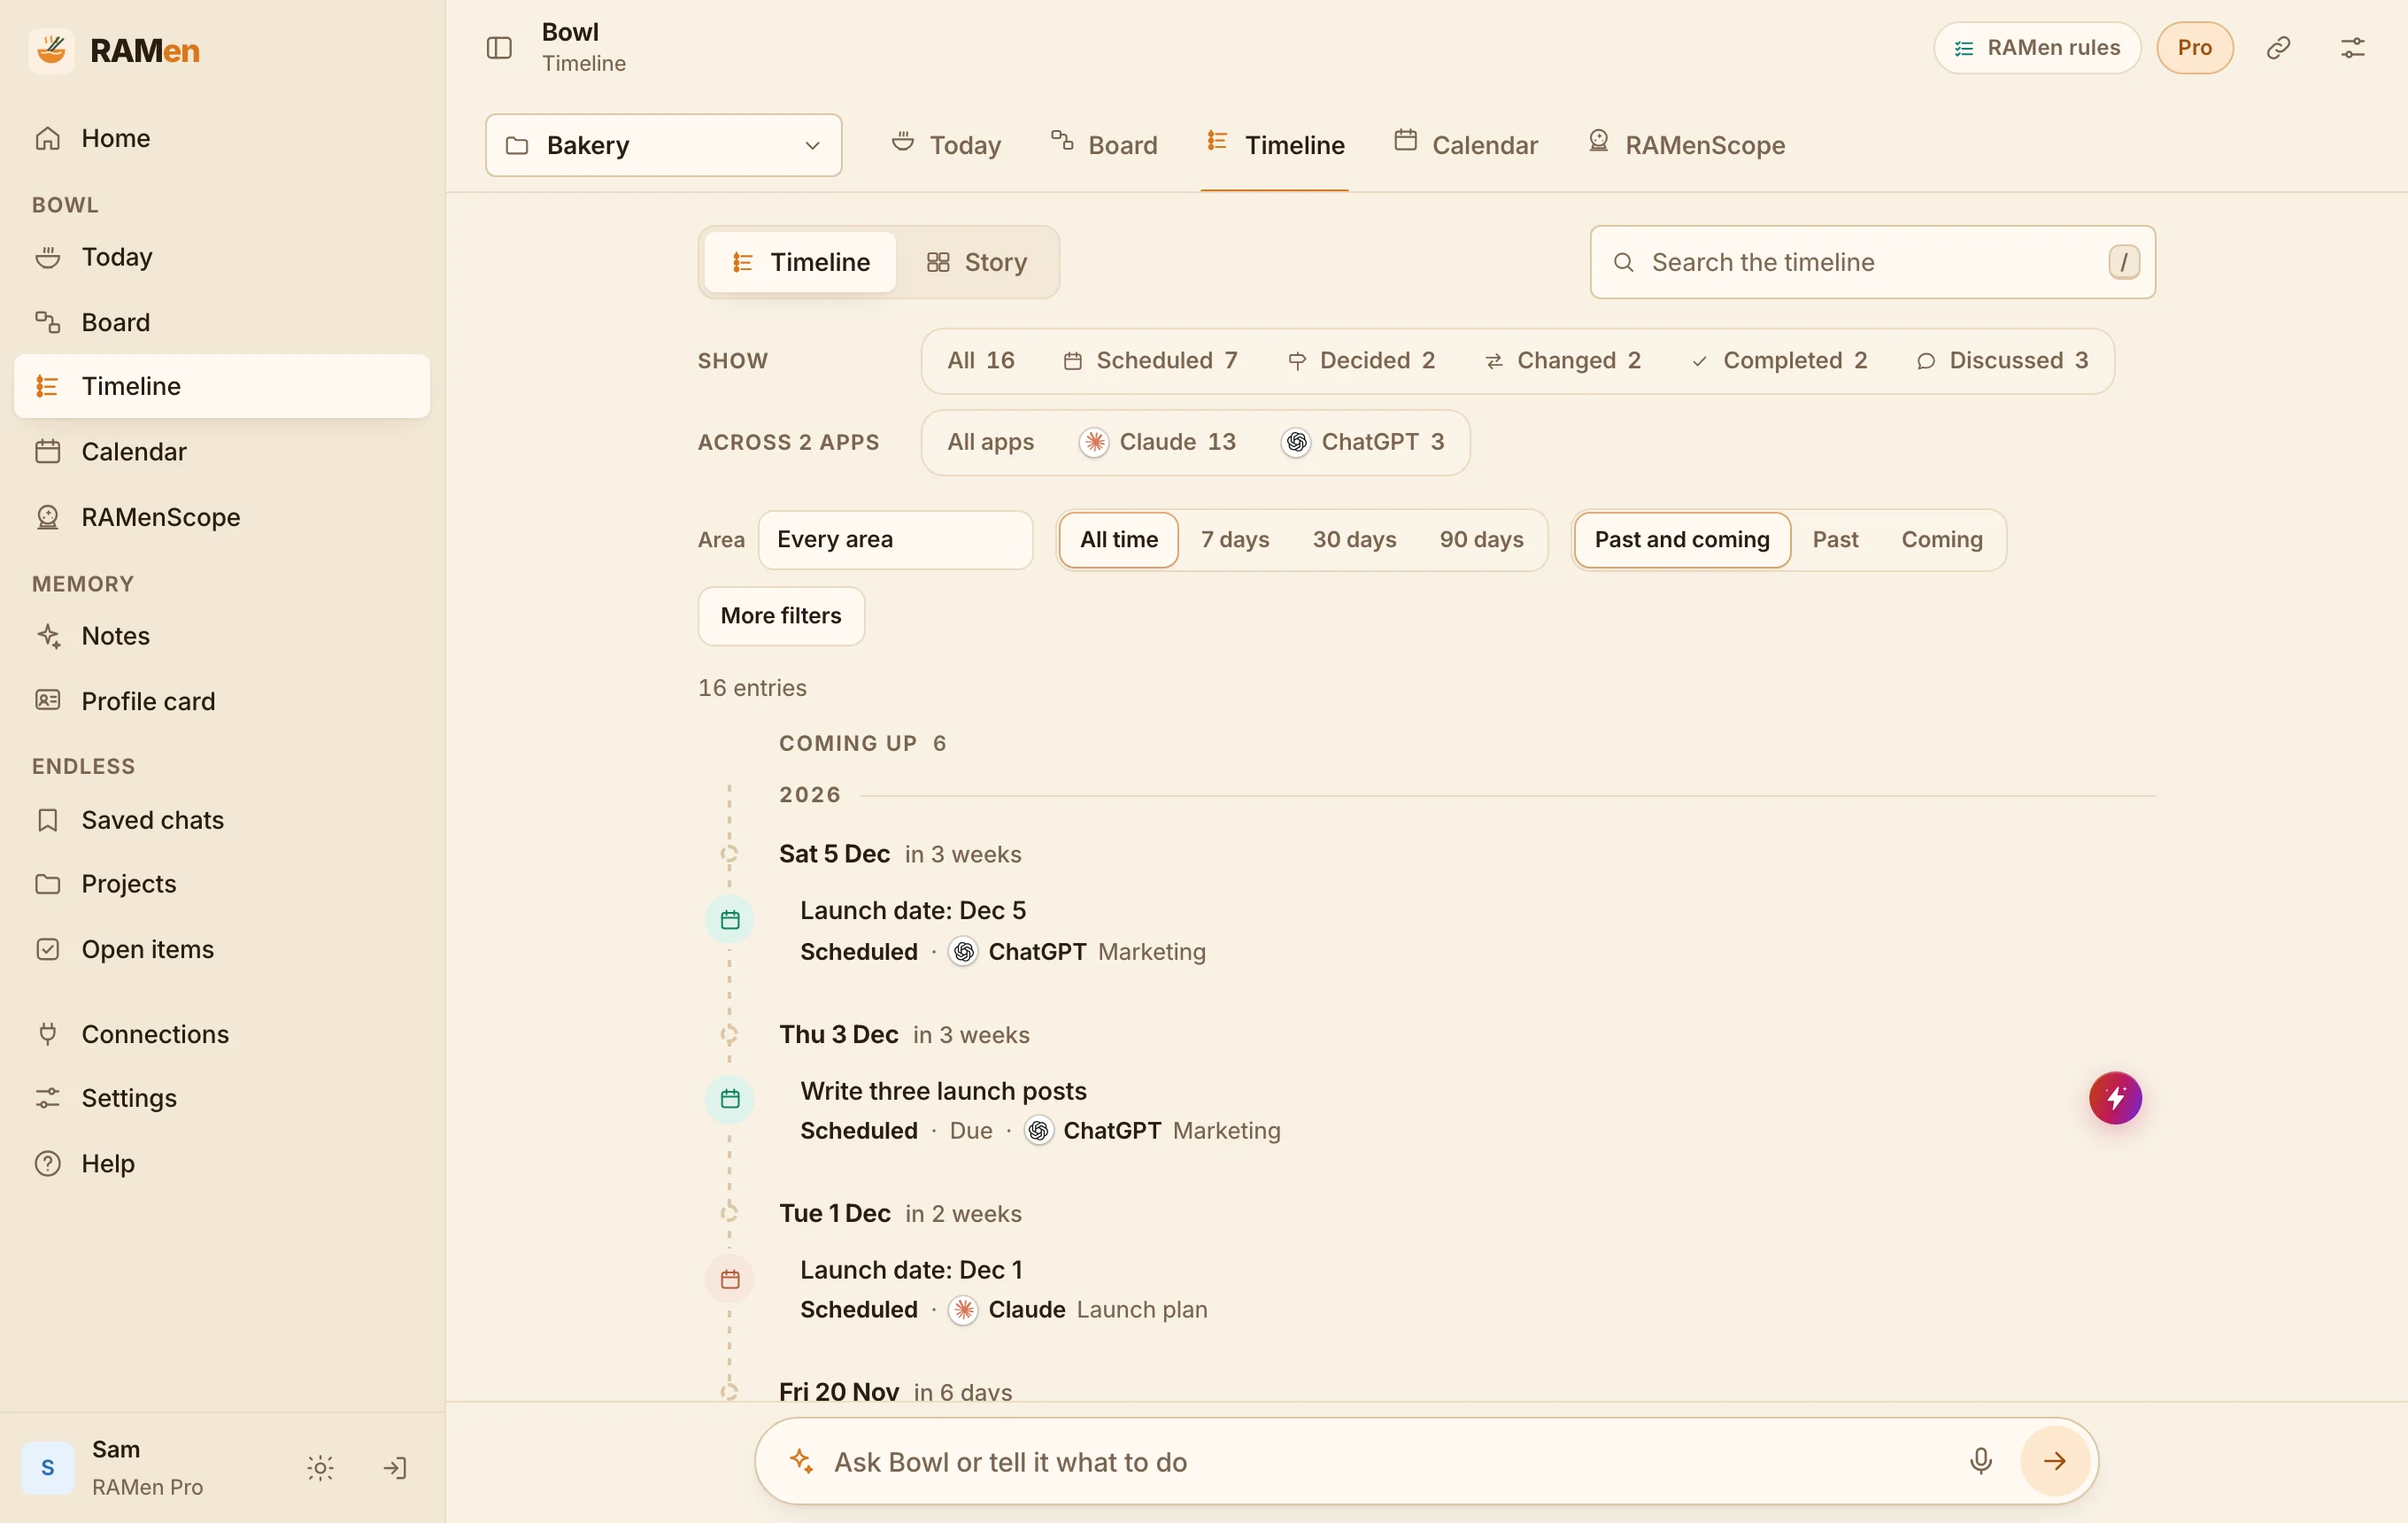 RAMen
Home
BOWL
Today
Board
Timeline
Calendar
RAMenScope
MEMORY
Notes
Profile card
ENDLESS
Saved chats
Projects
Open items
Connections
Settings
Help
S
Sam
RAMen Pro
Bowl
Timeline
RAMen rules
Pro
Bakery
Today
Board
Timeline
Calendar
RAMenScope
Timeline
Story
Search the timeline
/
SHOW
All 16
Scheduled 7
Decided 2
Changed 2
Completed 2
Discussed 3
ACROSS 2 APPS
All apps
Claude 13
ChatGPT 3
Area
Every area
All time
7 days
30 days
90 days
Past and coming
Past
Coming
More filters
16 entries
COMING UP 6
2026
Sat 5 Dec in 3 weeks
Launch date: Dec 5
Scheduled · ChatGPT Marketing
Thu 3 Dec in 3 weeks
Write three launch posts
Scheduled · Due · ChatGPT Marketing
Tue 1 Dec in 2 weeks
Launch date: Dec 1
Scheduled · Claude Launch plan
Fri 20 Nov in 6 days
Ask Bowl or tell it what to do